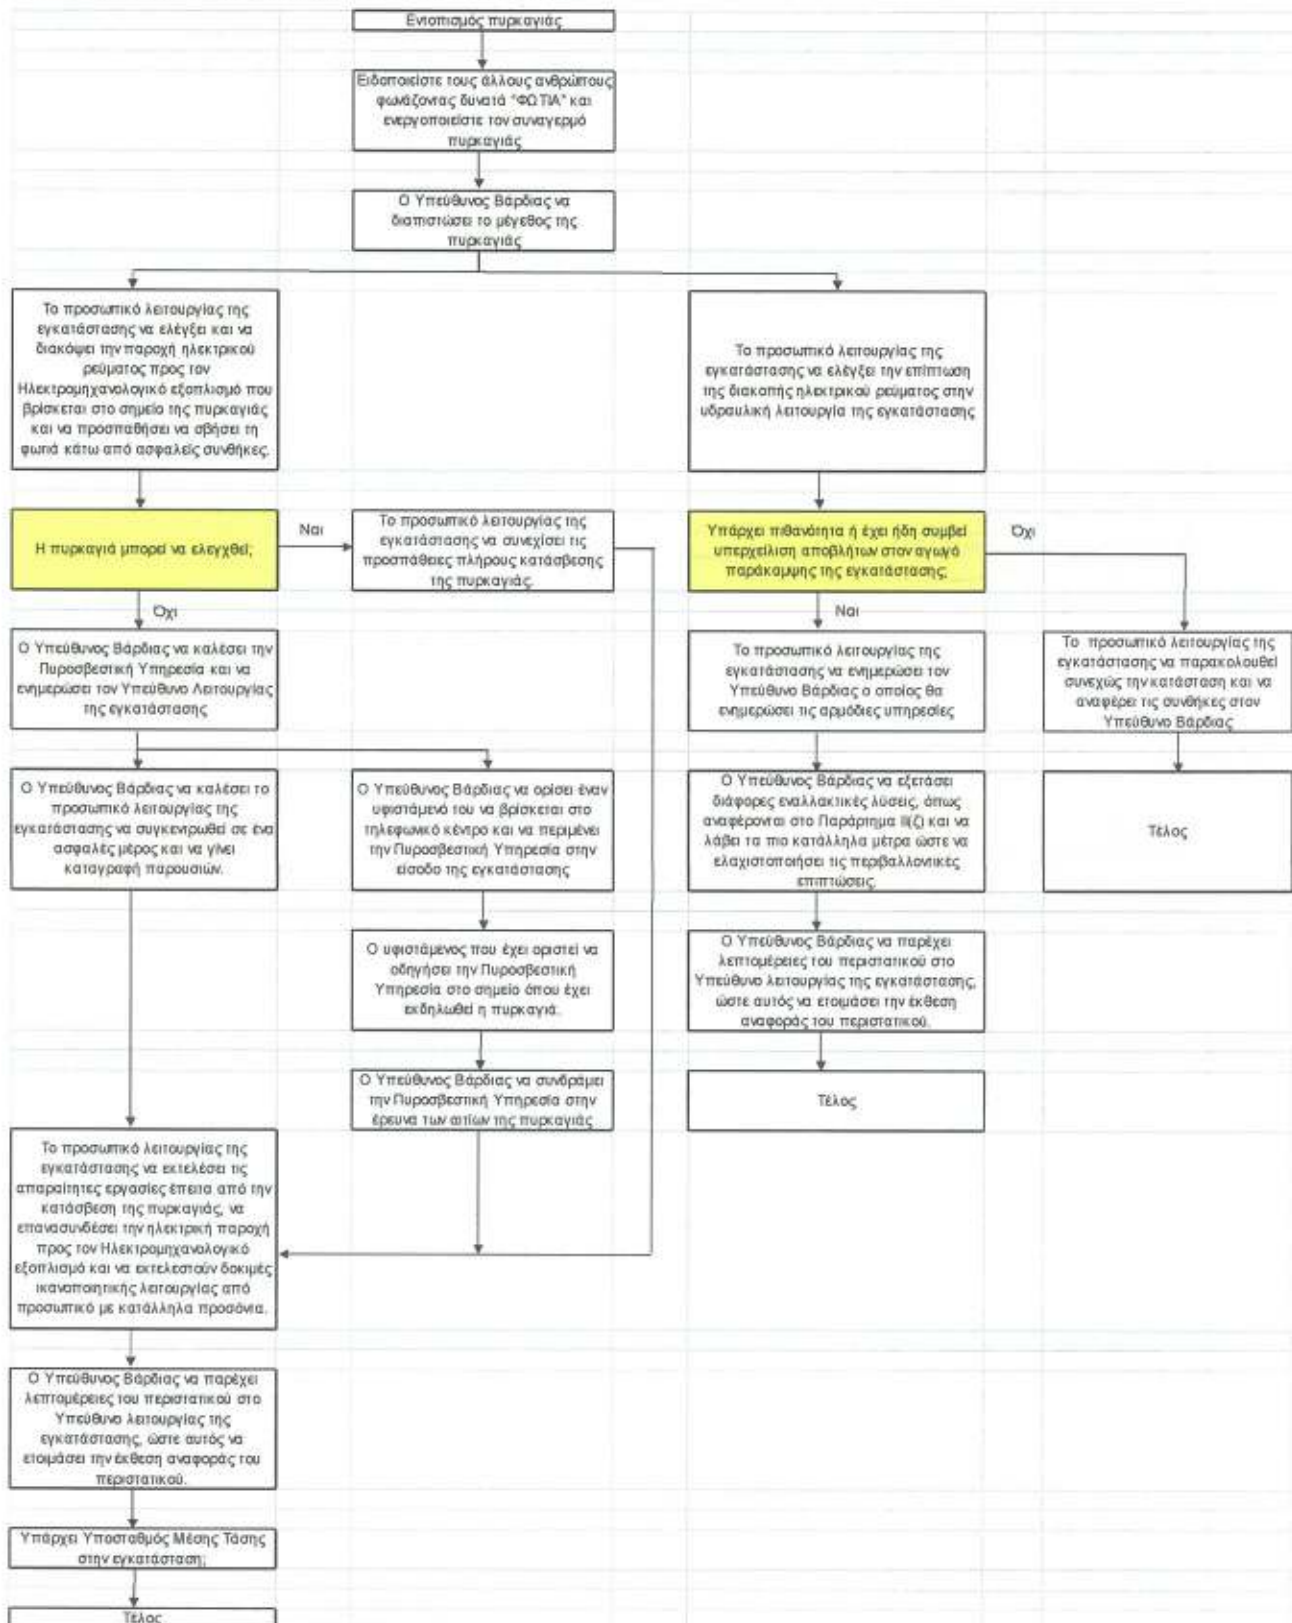 Εντοπισμός πυρκαγιάς
Ειδοποιείστε τους άλλους ανθρώπους
φωνάζοντας δυνατά "ΦΩΤΙΑ" και
ενεργοποιείστε τον συναγερμό
πυρκαγιάς
Ο Υπεύθυνος Βάρδιας να
διαπιστώσει το μέγεθος της
πυρκαγιάς
Το προσωπικό λειτουργίας της
εγκατάστασης να ελέγξει και να
διακόψει την παροχή ηλεκτρικού
ρεύματος προς τον
Ηλεκτρομηχανολογικό εξοπλισμό που
βρίσκεται στο σημείο της πυρκαγιάς
και να προσπαθήσει να σβήσει τη
φωτιά κάτω από ασφαλείς συνθήκες.
Το προσωπικό λειτουργίας της
εγκατάστασης να ελέγξει την επίπτωση
της διακοπής ηλεκτρικού ρεύματος στην
υδραυλική λειτουργία της εγκατάστασης
Η πυρκαγιά μπορεί να ελεγχθεί;
Ναι
Το προσωπικό λειτουργίας της
εγκατάστασης να συνεχίσει τις
προσπάθειες πλήρους κατάσβεσης
της πυρκαγιάς.
Υπάρχει πιθανότητα ή έχει ήδη συμβεί
υπερχείλιση αποβλήτων στον αγωγό
παράκαμψης της εγκατάστασης;
Όχι
Όχι
Ναι
Ο Υπεύθυνος Βάρδιας να καλέσει την
Πυροσβεστική Υπηρεσία και να
ενημερώσει τον Υπεύθυνο Λειτουργίας
της εγκατάστασης
Το προσωπικό λειτουργίας της
εγκατάστασης να ενημερώσει τον
Υπεύθυνο Βάρδιας ο οποίος θα
ενημερώσει τις αρμόδιες υπηρεσίες
Το προσωπικό λειτουργίας της
εγκατάστασης να παρακολουθεί
συνεχώς την κατάσταση και να
αναφέρει τις συνθήκες στον
Υπεύθυνο Βάρδιας
Ο Υπεύθυνος Βάρδιας να καλέσει το
προσωπικό λειτουργίας της
εγκατάστασης να συγκεντρωθεί σε ένα
ασφαλές μέρος και να γίνει
καταγραφή παρουσιών.
Ο Υπεύθυνος Βάρδιας να ορίσει έναν
υφιστάμενό του να βρίσκεται στο
τηλεφωνικό κέντρο και να περιμένει
την Πυροσβεστική Υπηρεσία στην
είσοδο της εγκατάστασης
Ο Υπεύθυνος Βάρδιας να εξετάσει
διάφορες εναλλακτικές λύσεις, όπως
αναφέρονται στο Παράρτημα ΙΙ(ζ) και να
λάβει τα πιο κατάλληλα μέτρα ώστε να
ελαχιστοποιήσει τις περιβαλλοντικές
επιπτώσεις.
Τέλος
Ο υφιστάμενος που έχει οριστεί να
οδηγήσει την Πυροσβεστική
Υπηρεσία στο σημείο όπου έχει
εκδηλωθεί η πυρκαγιά.
Ο Υπεύθυνος Βάρδιας να παρέχει
λεπτομέρειες του περιστατικού στο
Υπεύθυνο λειτουργίας της εγκατάστασης,
ώστε αυτός να ετοιμάσει την έκθεση
αναφοράς του περιστατικού.
Ο Υπεύθυνος Βάρδιας να συνδράμει
την Πυροσβεστική Υπηρεσία στην
έρευνα των αιτίων της πυρκαγιάς
Τέλος
Το προσωπικό λειτουργίας της
εγκατάστασης να εκτελέσει τις
απαραίτητες εργασίες έπειτα από την
κατάσβεση της πυρκαγιάς, να
επανασυνδέσει την ηλεκτρική παροχή
προς τον Ηλεκτρομηχανολογικό
εξοπλισμό και να εκτελεστούν δοκιμές
ικανοποιητικής λειτουργίας από
προσωπικό με κατάλληλα προσόνια.
Ο Υπεύθυνος Βάρδιας να παρέχει
λεπτομέρειες του περιστατικού στο
Υπεύθυνο λειτουργίας της
εγκατάστασης, ώστε αυτός να
ετοιμάσει την έκθεση αναφοράς του
περιστατικού.
Υπάρχει Υποσταθμός Μέσης Τάσης
στην εγκατάσταση;
Τέλος